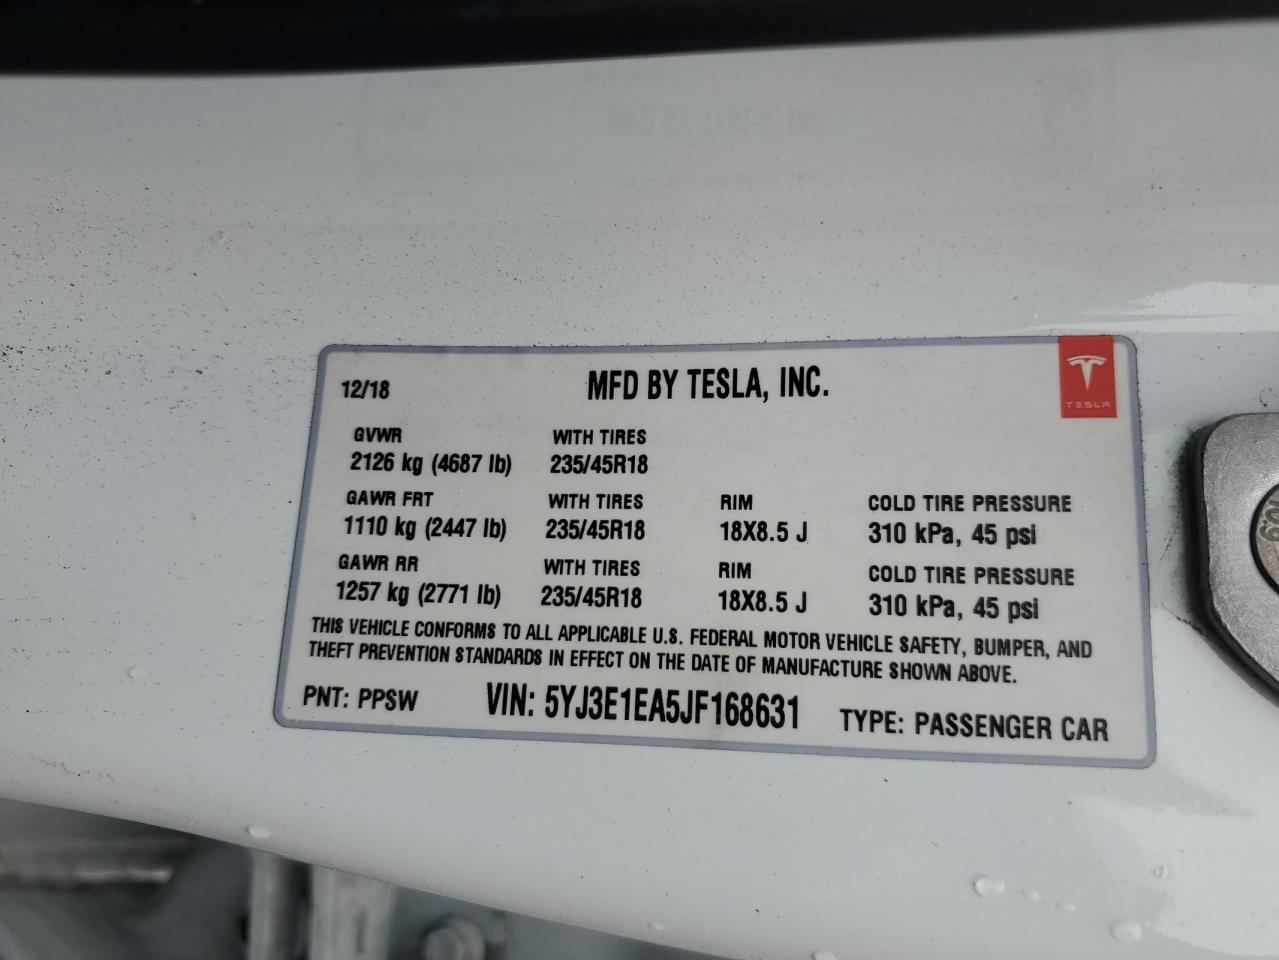 12/18 MFD BY TESLA, INC. TESLA
GVWR WITH TIRES
2126 kg (4687 lb) 235/45R18
GAWR FRT WITH TIRES RIM COLD TIRE PRESSURE
1110 kg (2447 lb) 235/45R18 18X8.5 J 310 kPa, 45 psi
GAWR RR WITH TIRES RIM COLD TIRE PRESSURE
1257 kg (2771 lb) 235/45R18 18X8.5 J 310 kPa, 45 psi
THIS VEHICLE CONFORMS TO ALL APPLICABLE U.S. FEDERAL MOTOR VEHICLE SAFETY, BUMPER, AND
THEFT PREVENTION STANDARDS IN EFFECT ON THE DATE OF MANUFACTURE SHOWN ABOVE.
PNT: PPSW VIN: 5YJ3E1EA5JF168631 TYPE: PASSENGER CAR